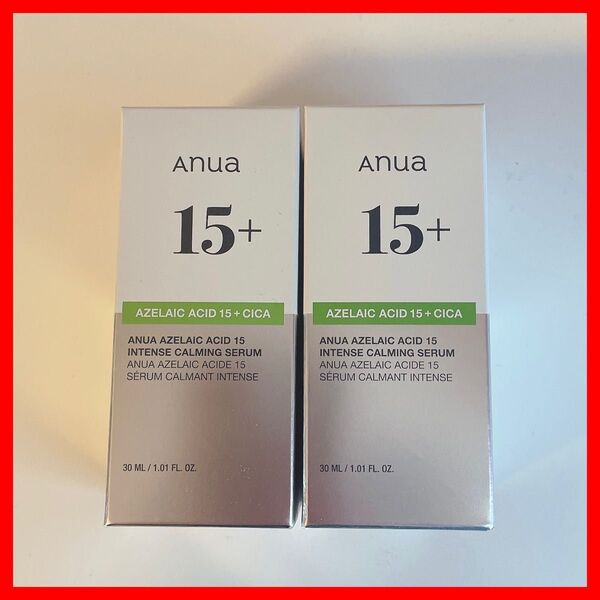 Anua
15+
AZELAIC ACID 15 + CICA
ANUA AZELAIC ACID 15
INTENSE CALMING SERUM
ANUA AZELAIC ACIDE 15
SÉRUM CALMANT INTENSE
30 ML / 1.01 FL. OZ.
Anua
15+
AZELAIC ACID 15 + CICA
ANUA AZELAIC ACID 15
INTENSE CALMING SERUM
ANUA AZELAIC ACIDE 15
SÉRUM CALMANT INTENSE
30 ML / 1.01 FL. OZ.